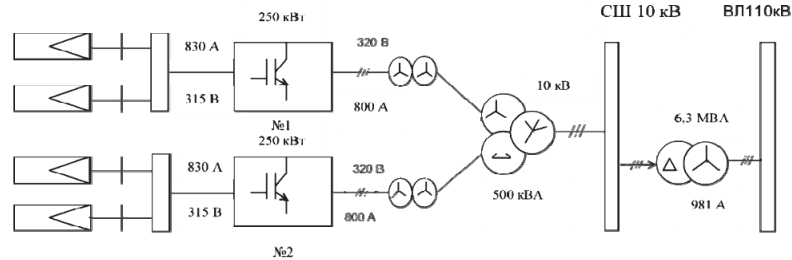 СШ 10 кВ
ВЛ110кВ
250 кВт
830 А
320 В
10 кВ
315 В
800 А
6,3 МВА
№1
250 кВт
830 А
320 В
500 кВА
981 А
315 В
800 А
№2